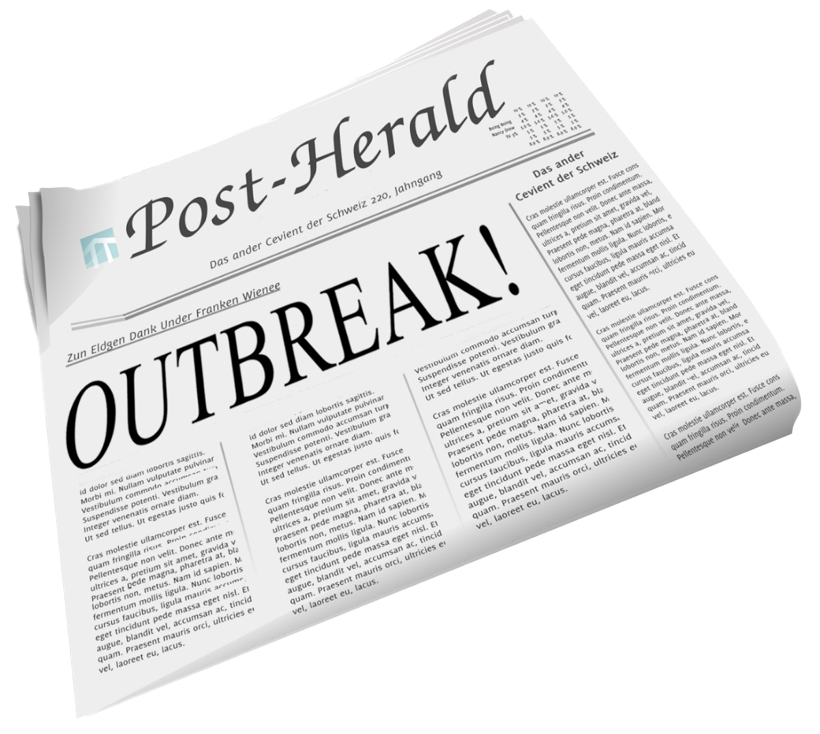 Post-Herald
Das ander Cevient der Schweiz 220, Jahngang
Zun Eldgen Dank Under Franken Wienee
OUTBREAK!
id dolor sed diam lobortis sagittis,
Morbi mi. Nullam vulputate pulvinar
Vestibulum commodo
Suspendisse potenti. Vestibulum gra
Integer venenatis ornare diam.
Ut sed tellus. Ut egestas justo quis fc
Cras molestie ullamcorper est. Fusce
quam fringilla risus. Proin
Pellentesque non velit. Donec ante m
ultrices a, pretium sit amet, gravida v
Praesent pede magna, pharetra at, bla
lobortis non, metus. Nam id sapien. M
fermentum mollis ligula. Nunc lobortis
cursus faucibus, ligula mauris accums.
eget tincidunt pede massa eget nisl. Et
augue, blandit vel, accumsan ac, tincid
quam. Praesent mauris orci, ultricies e
vel, laoreet eu, lacus.
id dolor sed diam lobortis sagittis,
Morbi mi. Nullam vulputate pulvinar
Vestibulum commodo accumsan turp
Suspendisse potenti. Vestibulum gra
Integer venenatis ornare diam.
Ut sed tellus. Ut egestas justo quis fc
Cras molestie ullamcorper est. Fusce
quam fringilla risus. Proin condimenti
Pellentesque non velit. Donec ante m
ultrices a, pretium sit amet, gravida v
Praesent pede magna, pharetra at, bla
lobortis non, metus. Nam id sapien. M
fermentum mollis ligula. Nunc lobortis
cursus faucibus, ligula mauris accums.
eget tincidunt pede massa eget nisl. Et
augue, blandit vel, accumsan ac, tincid
quam. Praesent mauris orci, ultricies e
vel, laoreet eu, lacus.
Vestibulum commodo accumsan turp
Suspendisse potenti. Vestibulum gra
Integer venenatis ornare diam.
Ut sed tellus. Ut egestas justo quis fc
Cras molestie ullamcorper est. Fusce
quam fringilla risus. Proin condimenti
Pellentesque non velit. Donec ante m
ultrices a, pretium sit amet, gravida v
Praesent pede magna, pharetra at, bla
lobortis non, metus. Nam id sapien. M
fermentum mollis ligula. Nunc lobortis
cursus faucibus, ligula mauris accums.
eget tincidunt pede massa eget nisl. Et
augue, blandit vel, accumsan ac, tincid
quam. Praesent mauris orci, ultricies e
vel, laoreet eu, lacus.
Das ander
Cevient der Schweiz
Cras molestie ullamcorper est. Fusce cons
quam fringilla risus. Proin condimentum.
Pellentesque non velit. Donec ante massa,
ultrices a, pretium sit amet, gravida vel,
Praesent pede magna, pharetra at, bland
lobortis non, metus. Nam id sapien. Mor
fermentum mollis ligula. Nunc lobortis, e
cursus faucibus, ligula mauris accumsa
eget tincidunt pede massa eget nisl. Et
augue, blandit vel, accumsan ac, tincid
quam. Praesent mauris orci, ultricies eu
vel, laoreet eu, lacus.
Cras molestie ullamcorper est. Fusce cons
quam fringilla risus. Proin condimentum.
Pellentesque non velit. Donec ante massa,
ultrices a, pretium sit amet, gravida vel,
Praesent pede magna, pharetra at, bland
lobortis non, metus. Nam id sapien. Mor
fermentum mollis ligula. Nunc lobortis, e
cursus faucibus, ligula mauris accumsa
eget tincidunt pede massa eget nisl. Et
augue, blandit vel, accumsan ac, tincid
quam. Praesent mauris orci, ultricies eu
vel, laoreet eu, lacus.
Cras molestie ullamcorper est. Fusce cons
quam fringilla risus. Proin condimentum.
Pellentesque non velit. Donec ante massa,